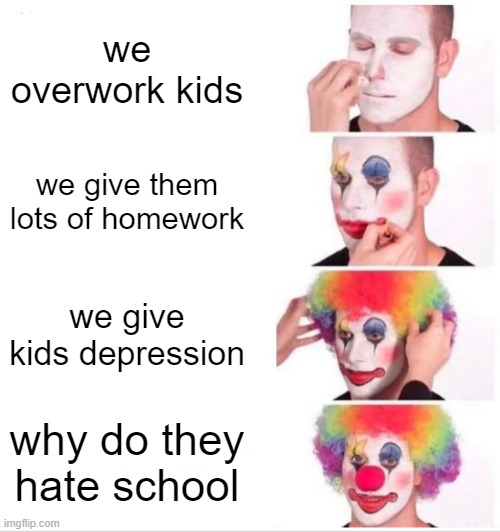 we
overwork kids
we give them
lots of homework
we give
kids depression
why do they
hate school
imgflip.com